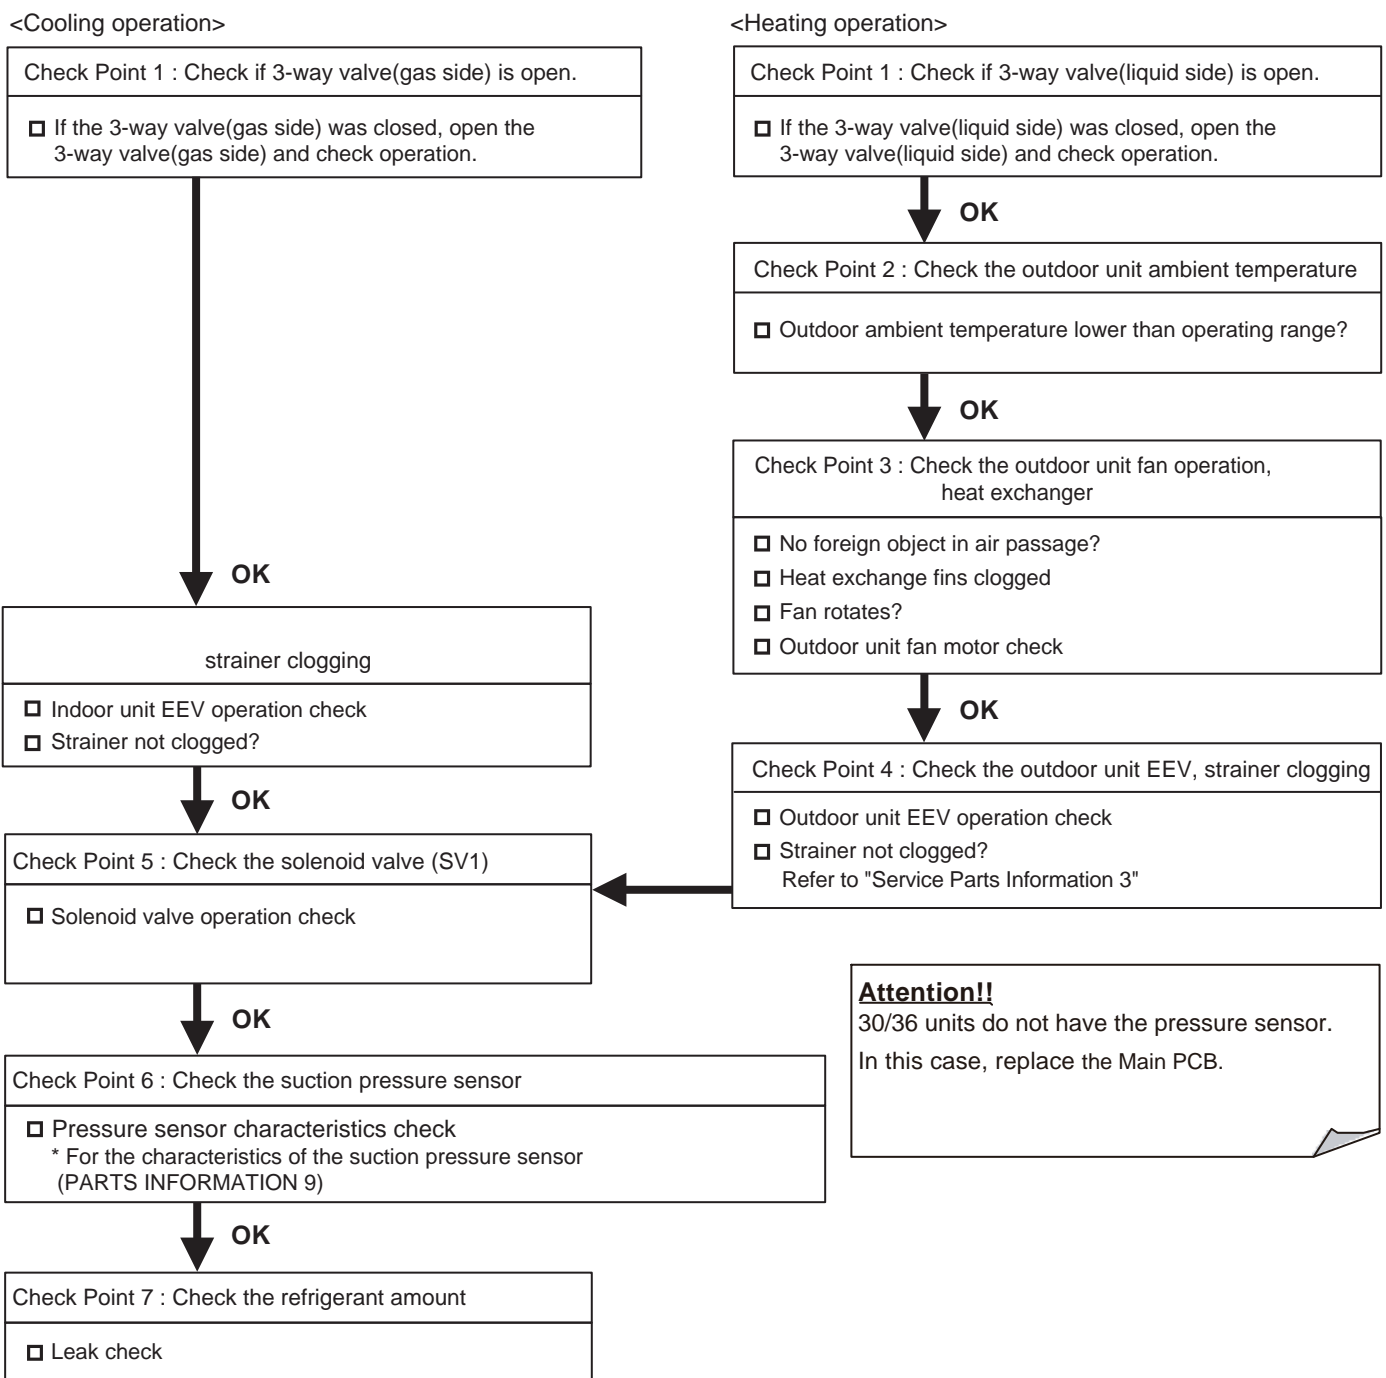 <Cooling operation>
Check Point 1 : Check if 3-way valve(gas side) is open.
If the 3-way valve(gas side) was closed, open the
3-way valve(gas side) and check operation.
OK
strainer clogging
Indoor unit EEV operation check
Strainer not clogged?
OK
Check Point 5 : Check the solenoid valve (SV1)
Solenoid valve operation check
OK
Check Point 6 : Check the suction pressure sensor
Pressure sensor characteristics check
* For the characteristics of the suction pressure sensor
(PARTS INFORMATION 9)
OK
Check Point 7 : Check the refrigerant amount
Leak check
<Heating operation>
Check Point 1 : Check if 3-way valve(liquid side) is open.
If the 3-way valve(liquid side) was closed, open the
3-way valve(liquid side) and check operation.
OK
Check Point 2 : Check the outdoor unit ambient temperature
Outdoor ambient temperature lower than operating range?
OK
Check Point 3 : Check the outdoor unit fan operation,
heat exchanger
No foreign object in air passage?
Heat exchange fins clogged
Fan rotates?
Outdoor unit fan motor check
OK
Check Point 4 : Check the outdoor unit EEV, strainer clogging
Outdoor unit EEV operation check
Strainer not clogged?
Refer to "Service Parts Information 3"
Attention!!
30/36 units do not have the pressure sensor.
In this case, replace the Main PCB.